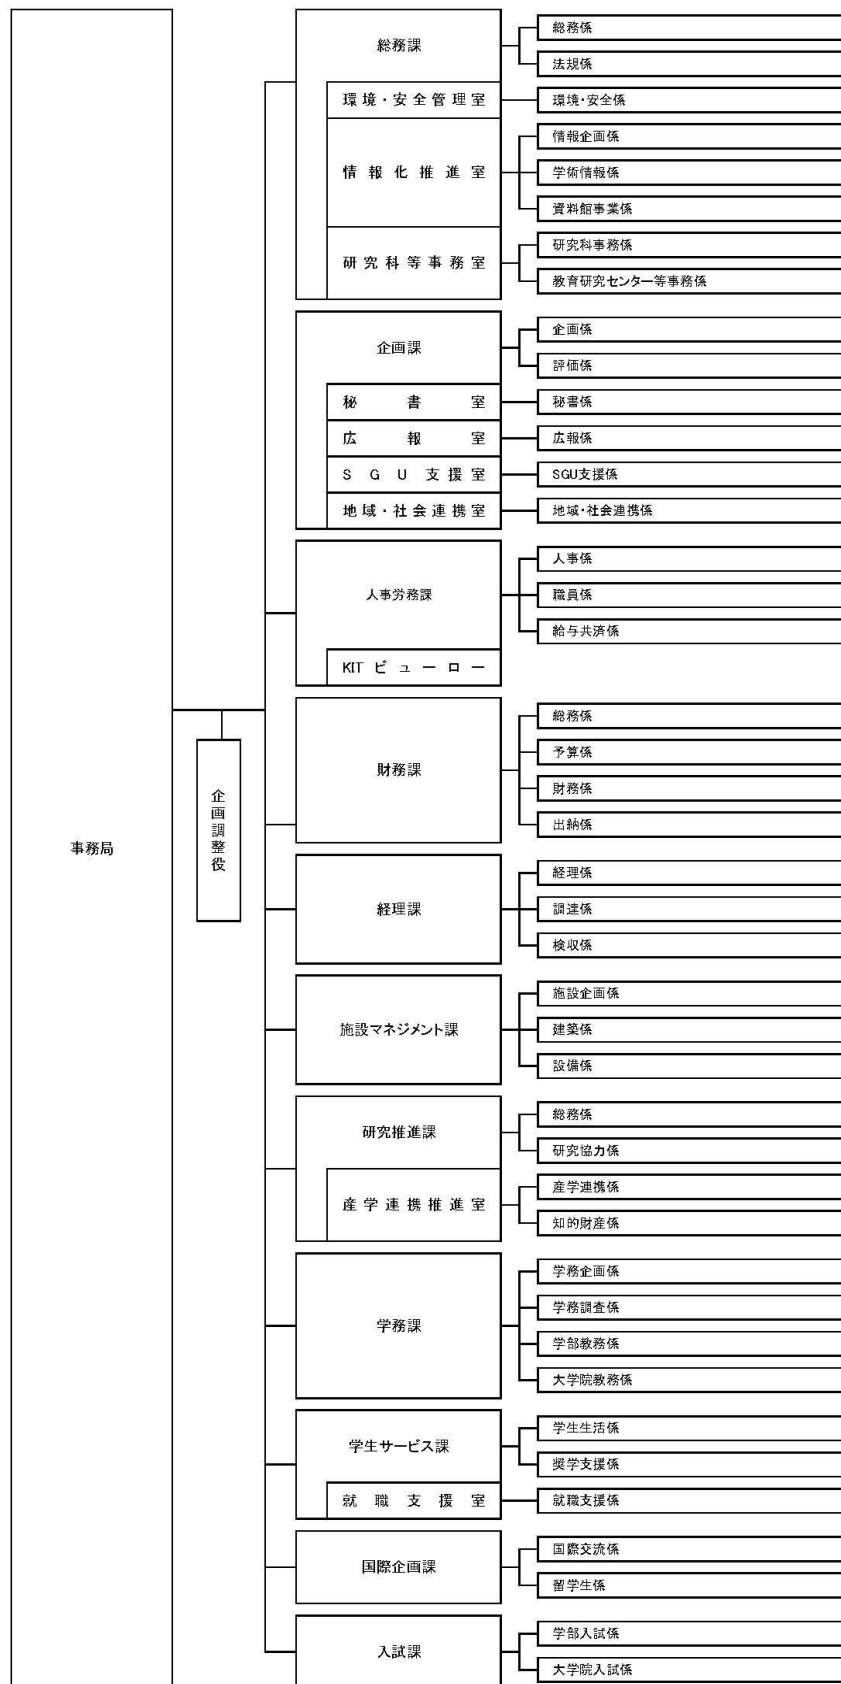 事務局
企画調整役
総務課
総務係
法規係
環境・安全管理室
環境・安全係
情報化推進室
情報企画係
学術情報係
資料館事業係
研究科等事務室
研究科事務係
教育研究センター等事務係
企画課
企画係
評価係
秘書室
秘書係
広報室
広報係
SGU支援室
SGU支援係
地域・社会連携室
地域・社会連携係
人事労務課
人事係
職員係
給与共済係
KITビューロー
財務課
総務係
予算係
財務係
出納係
経理課
経理係
調達係
検収係
施設マネジメント課
施設企画係
建築係
設備係
研究推進課
総務係
研究協力係
産学連携推進室
産学連携係
知的財産係
学務課
学務企画係
学務調査係
学部教務係
大学院教務係
学生サービス課
学生生活係
奨学支援係
就職支援室
就職支援係
国際企画課
国際交流係
留学生係
入試課
学部入試係
大学院入試係